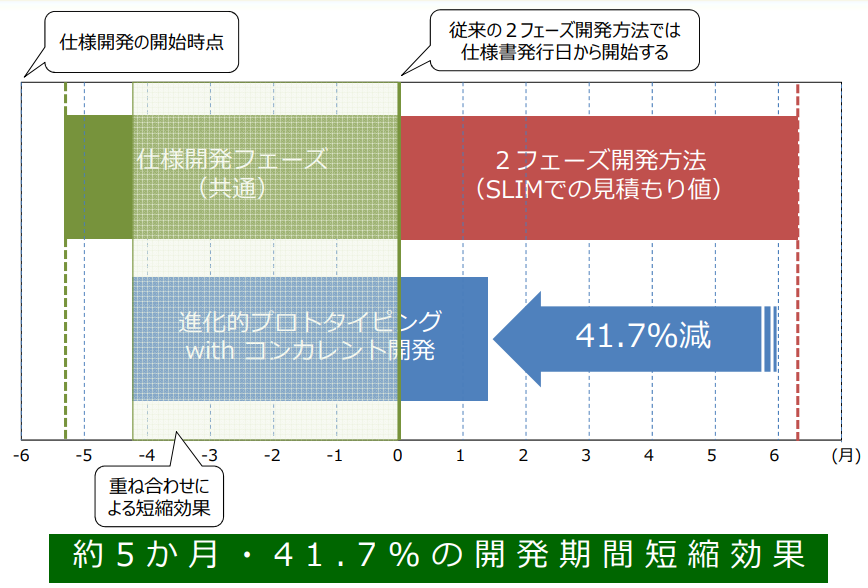 仕様開発の開始時点
従来の２フェーズ開発方法では
仕様書発行日から開始する
仕様開発フェーズ
（共通）
２フェーズ開発方法
（SLIMでの見積もり値）
進化的プロトタイピング
with コンカレント開発
41.7%減
-6 -5 -4 -3 -2 -1 0 1 2 3 4 5 6 (月)
重ね合わせに
よる短縮効果
約５か月・４１.７％の開発期間短縮効果